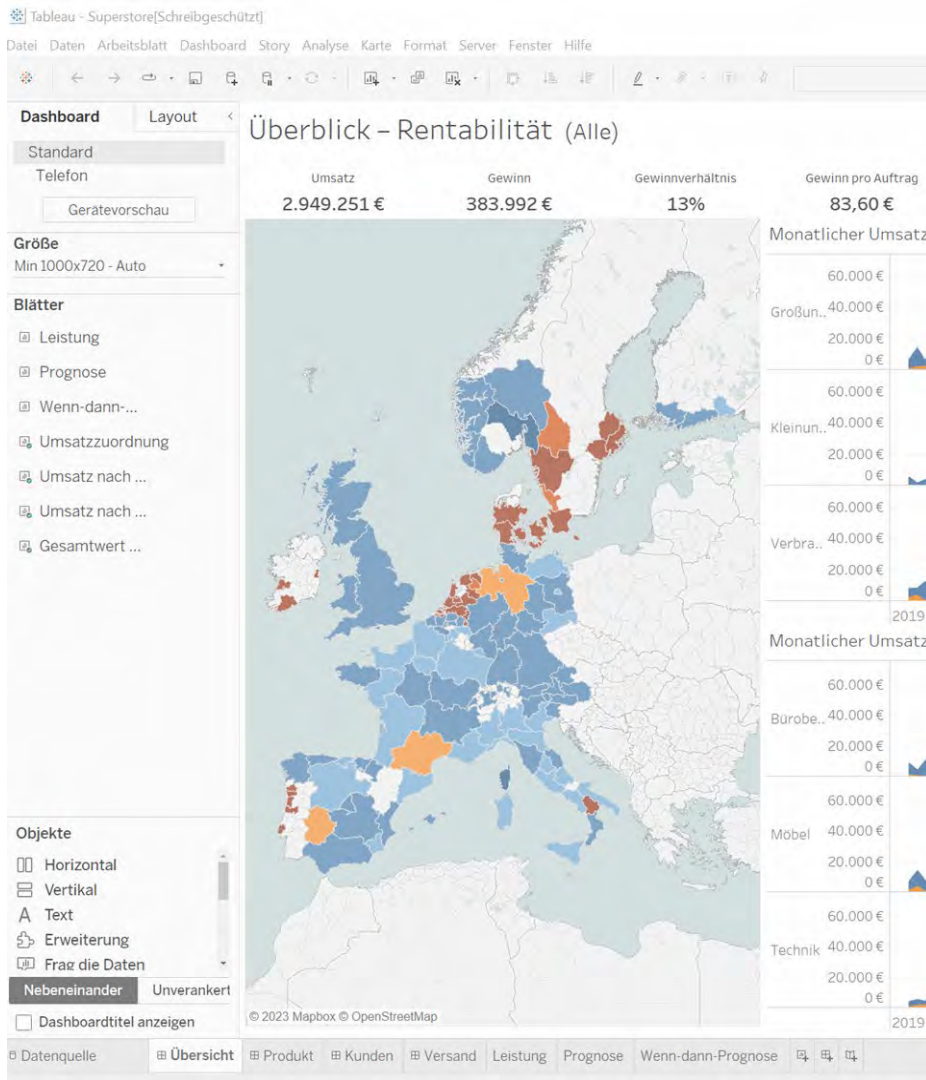 Tableau - Superstore[Schreibgeschützt]
Datei Daten Arbeitsblatt Dashboard Story Analyse Karte Format Server Fenster Hilfe
Dashboard Layout
Standard
Telefon
Gerätevorschau
Größe
Min 1000x720 - Auto
Blätter
Leistung
Prognose
Wenn-dann-...
Umsatzzuordnung
Umsatz nach ...
Umsatz nach ...
Gesamtwert ...
Objekte
Horizontal
Vertikal
Text
Erweiterung
Frag die Daten
Nebeneinander Unverankert
Dashboardtitel anzeigen
Überblick – Rentabilität (Alle)
Umsatz Gewinn Gewinnverhältnis Gewinn pro Auftrag
2.949.251 € 383.992 € 13% 83,60 €
© 2023 Mapbox © OpenStreetMap
Monatlicher Umsatz
60.000 €
Großun.. 40.000 €
20.000 €
0 €
60.000 €
Kleinun.. 40.000 €
20.000 €
0 €
60.000 €
Verbra.. 40.000 €
20.000 €
0 €
2019
Monatlicher Umsatz
60.000 €
Bürobe.. 40.000 €
20.000 €
0 €
60.000 €
Möbel 40.000 €
20.000 €
0 €
60.000 €
Technik 40.000 €
20.000 €
0 €
2019
Datenquelle Übersicht Produkt Kunden Versand Leistung Prognose Wenn-dann-Prognose